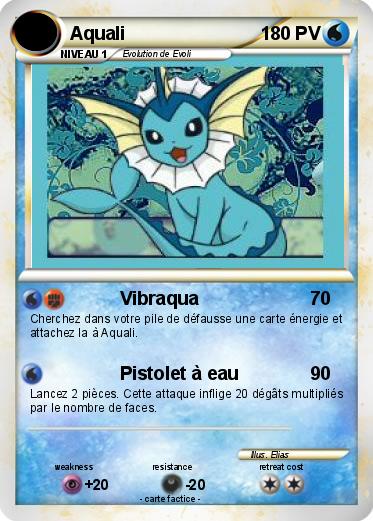 Aquali 180 PV
NIVEAU 1 Evolution de Evoli
Vibraqua 70
Cherchez dans votre pile de défausse une carte énergie et
attachez la à Aquali.
Pistolet à eau 90
Lancez 2 pièces. Cette attaque inflige 20 dégâts multipliés
par le nombre de faces.
Illus. Elias
weakness resistance retreat cost
+20 -20
- carte factice -